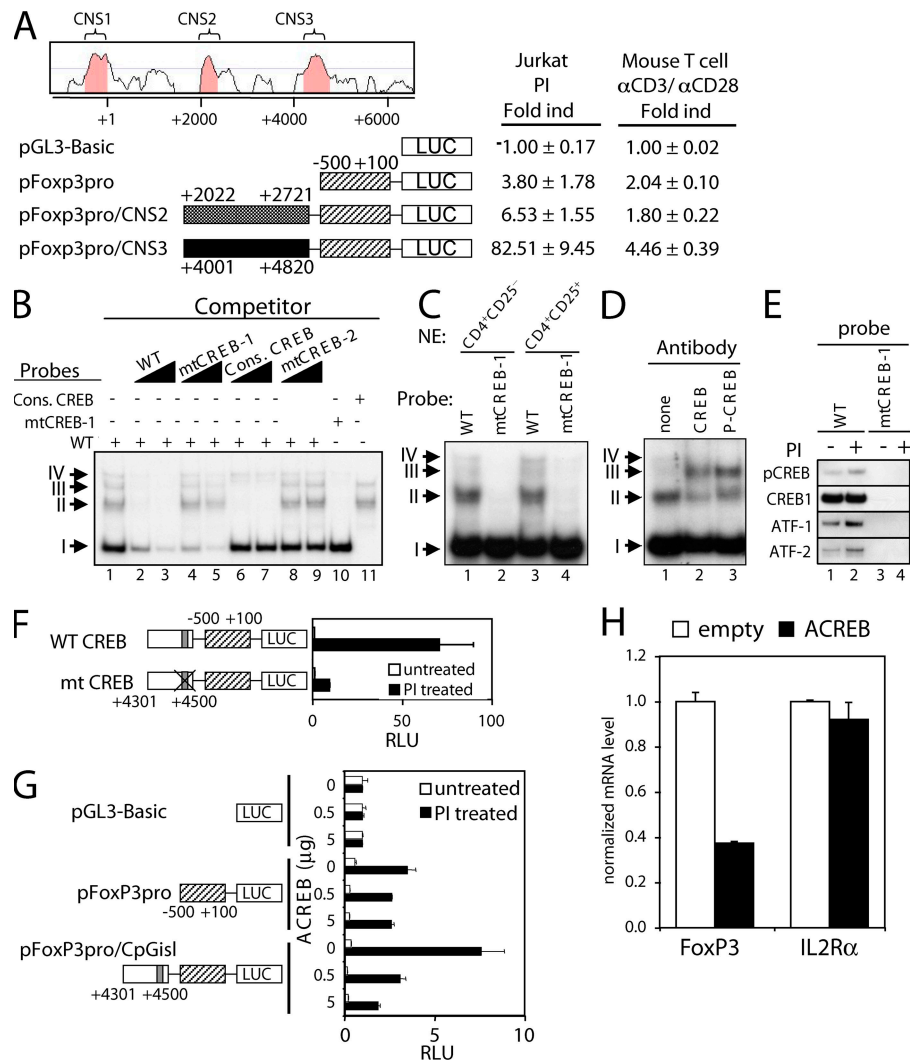 A
CNS1 CNS2 CNS3
+1 +2000 +4000 +6000
Jurkat
PI
Fold ind
Mouse T cell
αCD3/ αCD28
Fold ind
pGL3-Basic LUC 1.00 ± 0.17 1.00 ± 0.02
-500 +100
pFoxp3pro LUC 3.80 ± 1.78 2.04 ± 0.10
+2022 +2721
pFoxp3pro/CNS2 LUC 6.53 ± 1.55 1.80 ± 0.22
pFoxp3pro/CNS3 LUC 82.51 ± 9.45 4.46 ± 0.39
+4001 +4820
B
Competitor
Probes WT mtCREB-1 Cons. CREB mtCREB-2
Cons. CREB - - - - - - - - - - +
mtCREB-1 - - - - - - - - - + -
WT + + + + + + + + + - -
IV
III
II
I
1 2 3 4 5 6 7 8 9 10 11
C
NE: CD4+CD25− CD4+CD25+
Probe: WT mtCREB-1 WT mtCREB-1
IV
III
II
I
1 2 3 4
D
Antibody
none CREB P-CREB
IV
III
II
I
1 2 3
E
probe
WT mtCREB-1
PI - + - +
pCREB
CREB1
ATF-1
ATF-2
1 2 3 4
F
-500 +100
WT CREB LUC
mt CREB LUC
+4301 +4500
untreated
PI treated
0 50 100
RLU
G
pGL3-Basic LUC
pFoxP3pro LUC
-500 +100
pFoxP3pro/CpGisl
LUC
+4301 +4500
ACREB (µg)
0
0.5
5
0
0.5
5
0
0.5
5
untreated
PI treated
0 5 10
RLU
H
empty ACREB
normalized mRNA level
1.2
1.0
0.8
0.6
0.4
0.2
0.0
FoxP3 IL2Rα